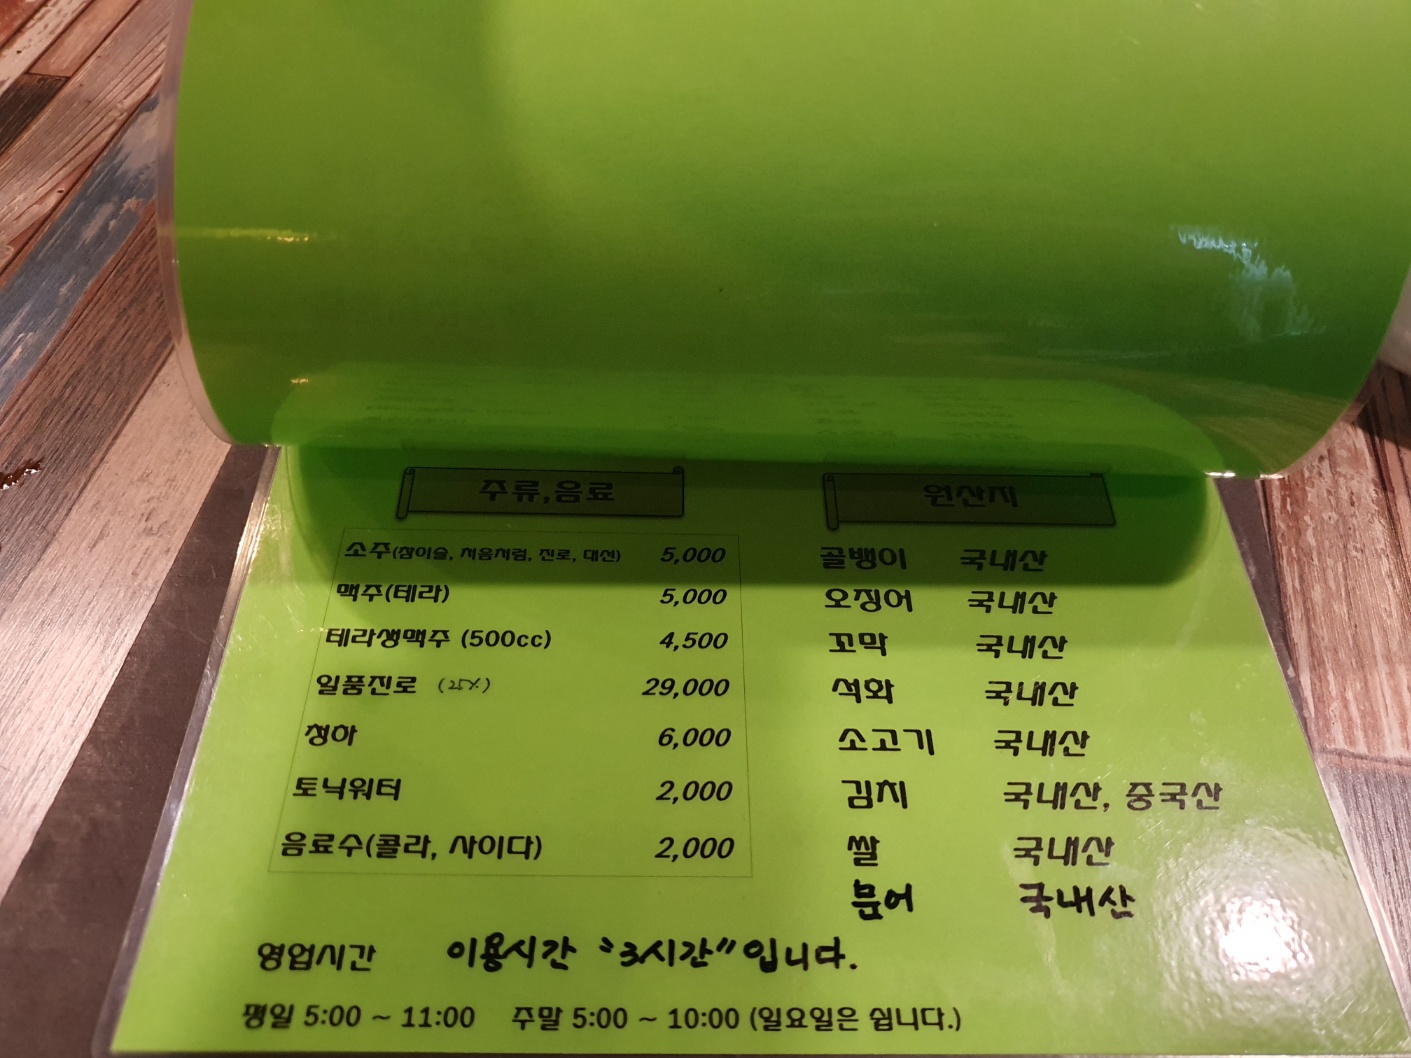 주류,음료
소주(참이슬, 처음처럼, 진로, 대선) 5,000
맥주(테라) 5,000
테라생맥주 (500cc) 4,500
일품진로 (25%) 29,000
청하 6,000
토닉워터 2,000
음료수(콜라, 사이다) 2,000
원산지
골뱅이 국내산
오징어 국내산
꼬막 국내산
석화 국내산
소고기 국내산
김치 국내산, 중국산
쌀 국내산
문어 국내산
영업시간 이용시간 "3시간"입니다.
평일 5:00 ~ 11:00 주말 5:00 ~ 10:00 (일요일은 쉽니다.)